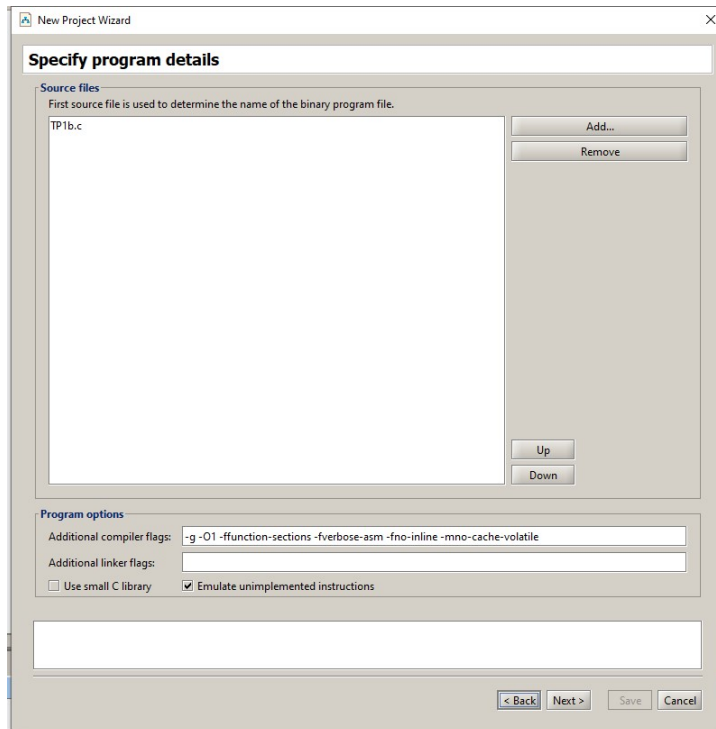 New Project Wizard
Specify program details
Source files
First source file is used to determine the name of the binary program file.
TP1b.c
Add...
Remove
Up
Down
Program options
Additional compiler flags: -g -O1 -ffunction-sections -fverbose-asm -fno-inline -mno-cache-volatile
Additional linker flags:
Use small C library Emulate unimplemented instructions
< Back Next > Save Cancel